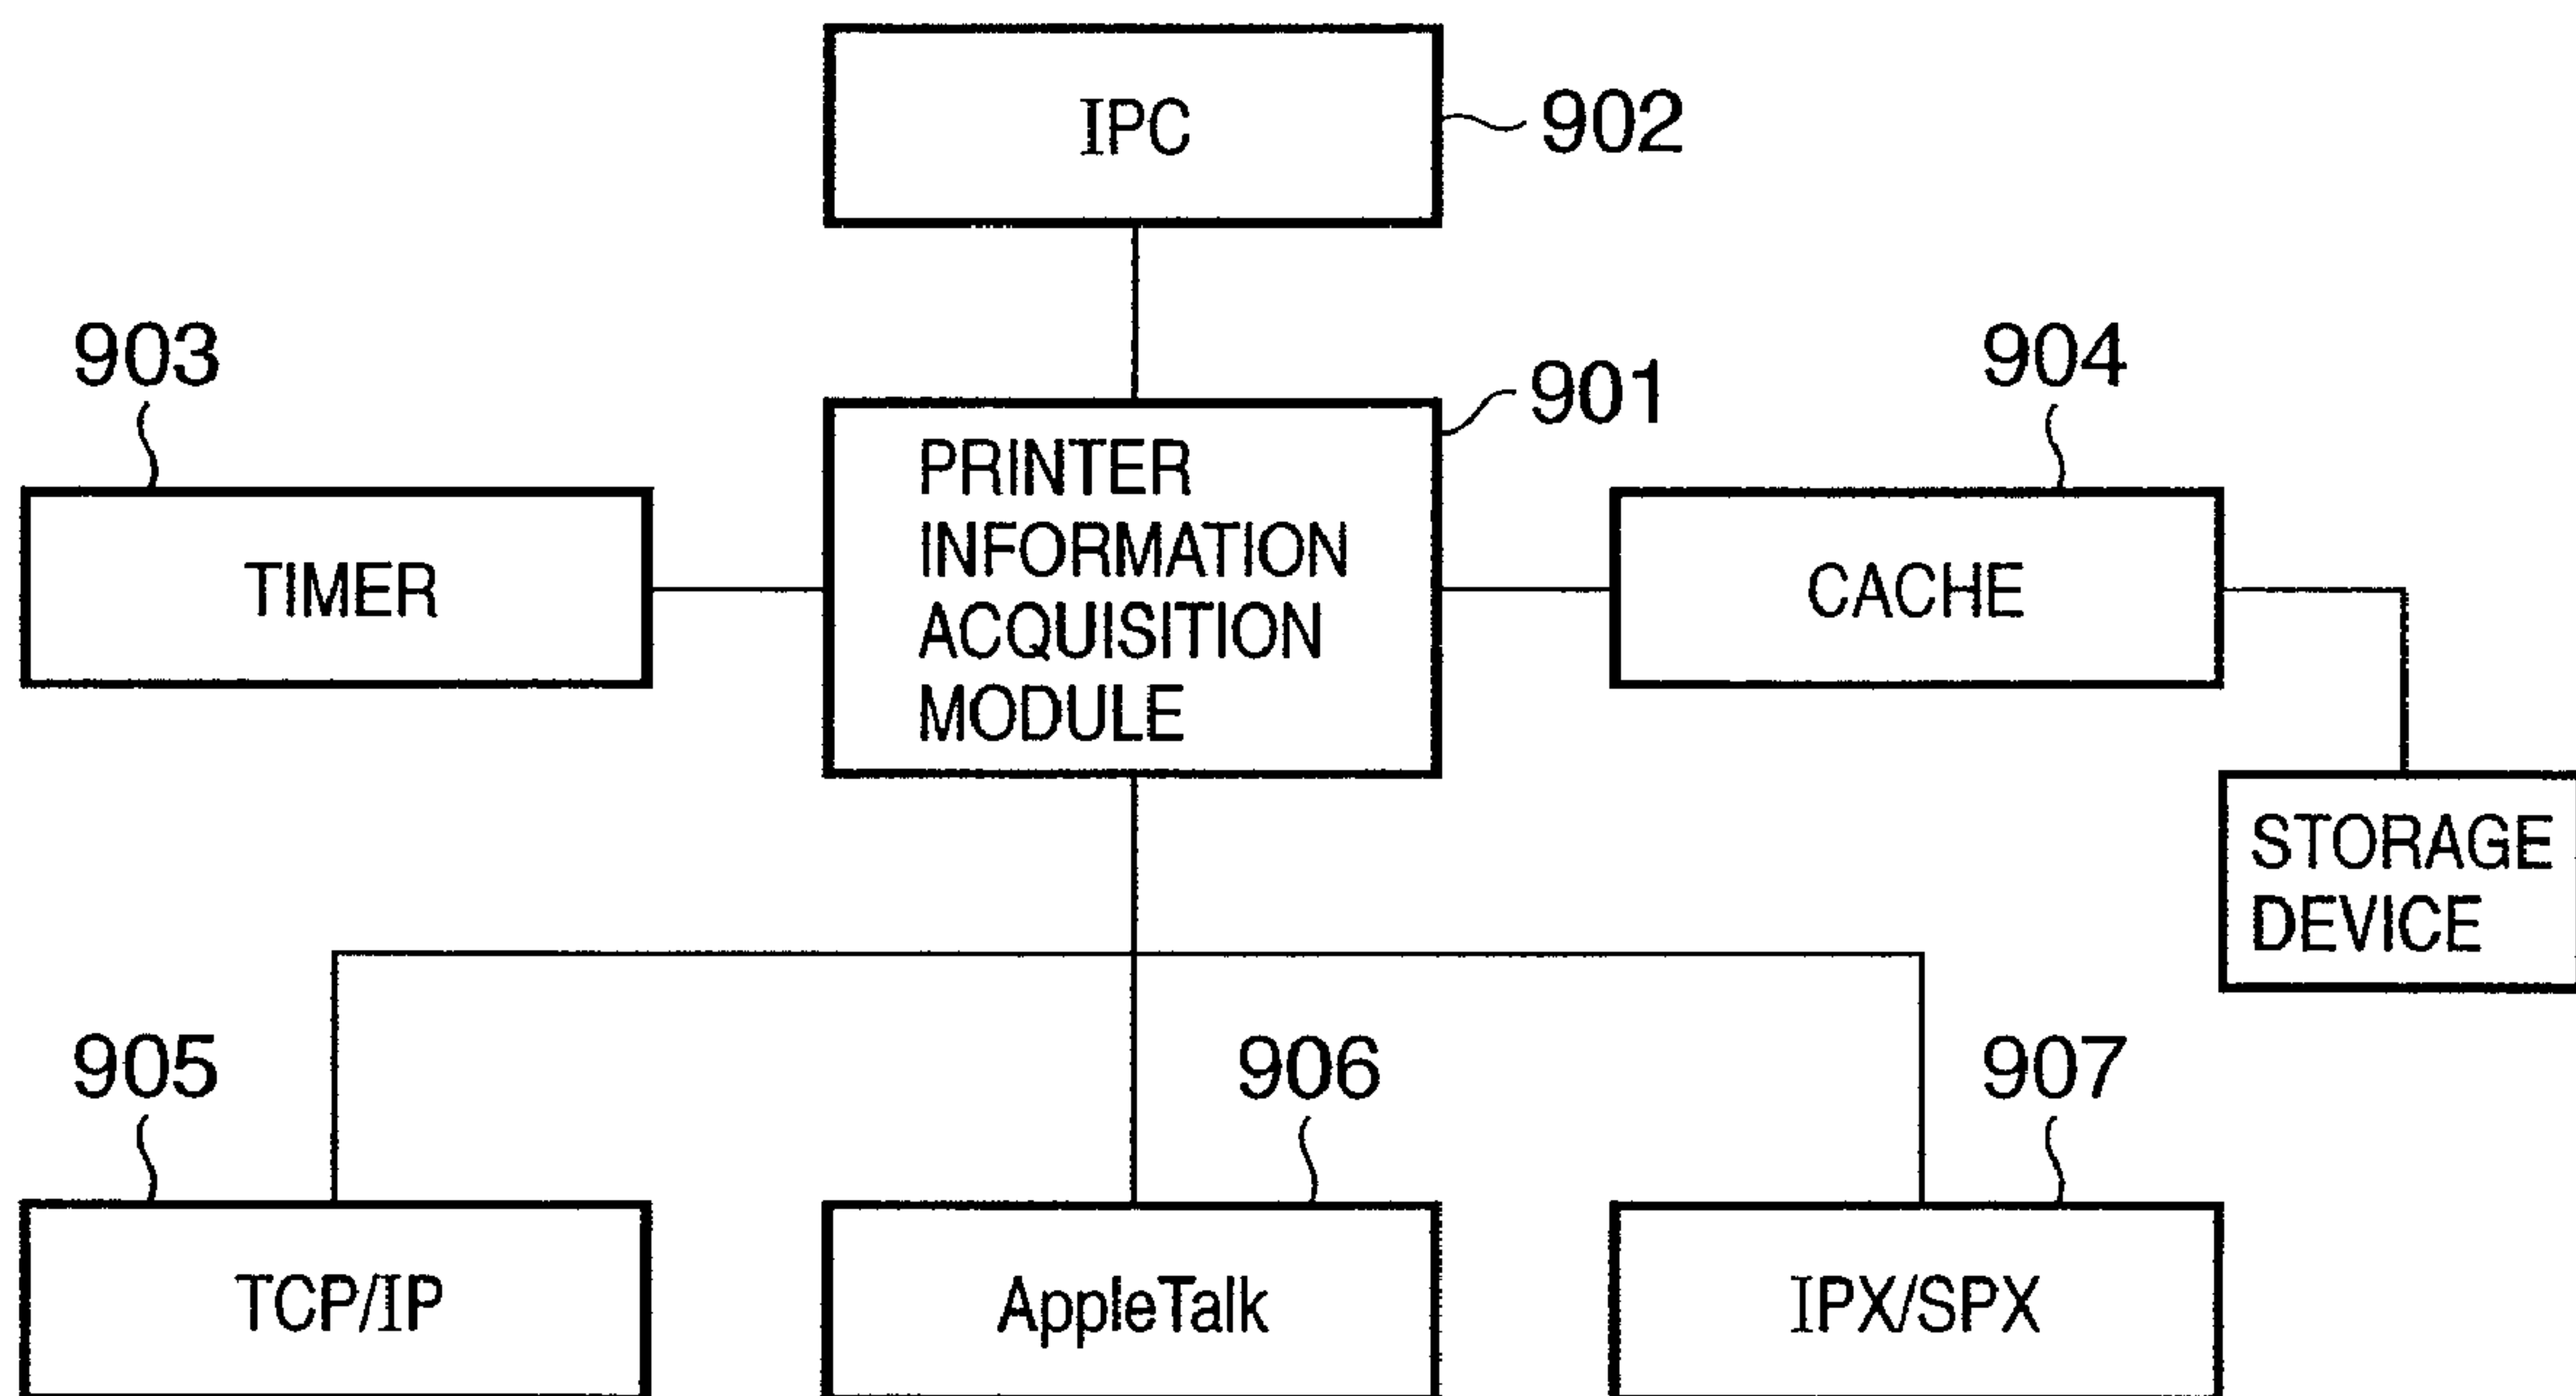 IPC
902
903
901
904
PRINTER
INFORMATION
ACQUISITION
MODULE
TIMER
CACHE
STORAGE
DEVICE
905
906
907
TCP/IP
AppleTalk
IPX/SPX